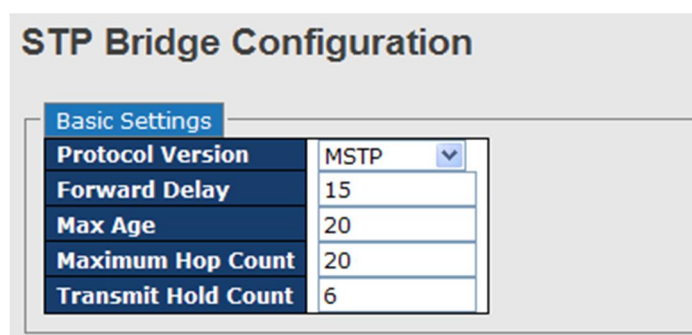 STP Bridge Configuration
Basic Settings
Protocol Version MSTP
Forward Delay 15
Max Age 20
Maximum Hop Count 20
Transmit Hold Count 6